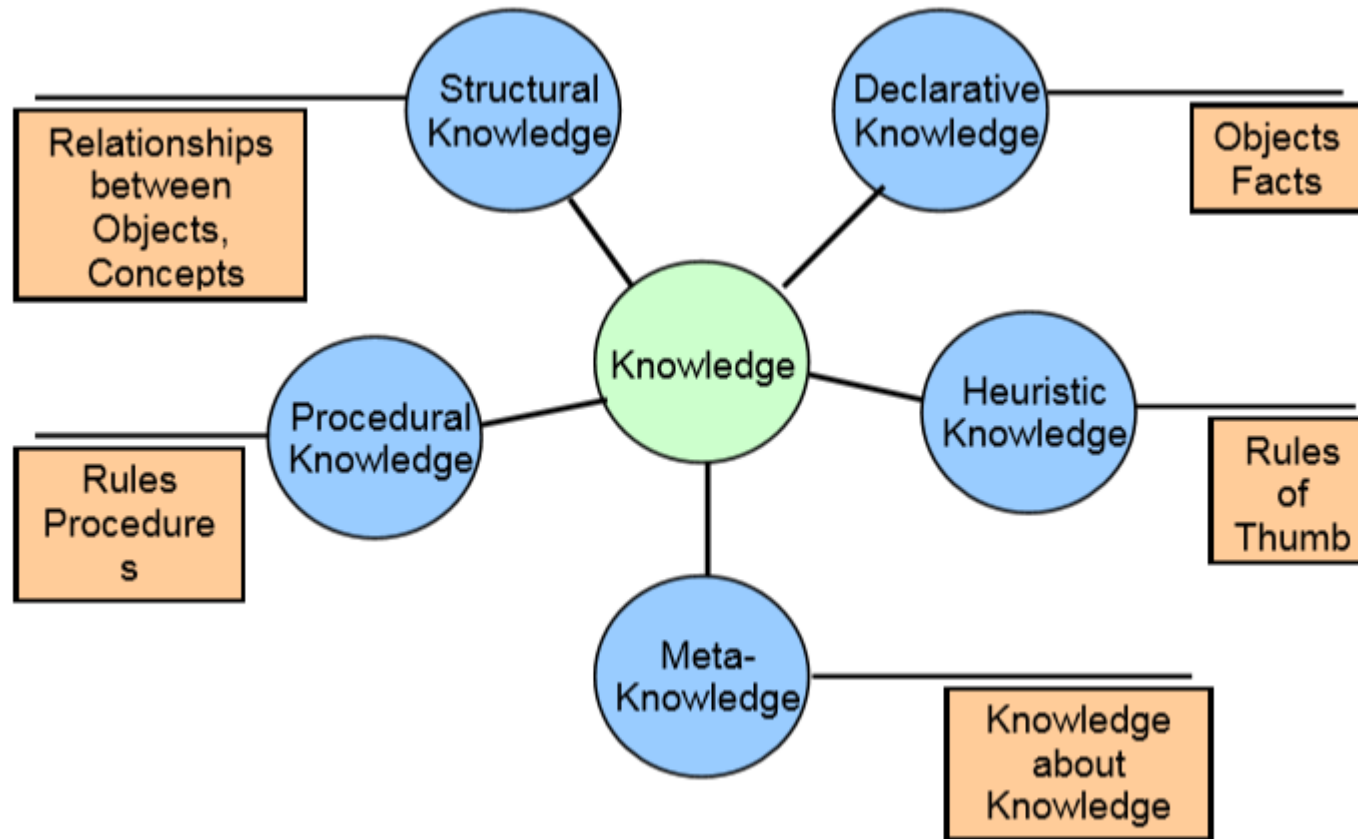 Structural
Knowledge
Relationships
between
Objects,
Concepts
Declarative
Knowledge
Objects
Facts
Knowledge
Procedural
Knowledge
Rules
Procedure
s
Heuristic
Knowledge
Rules
of
Thumb
Meta-
Knowledge
Knowledge
about
Knowledge